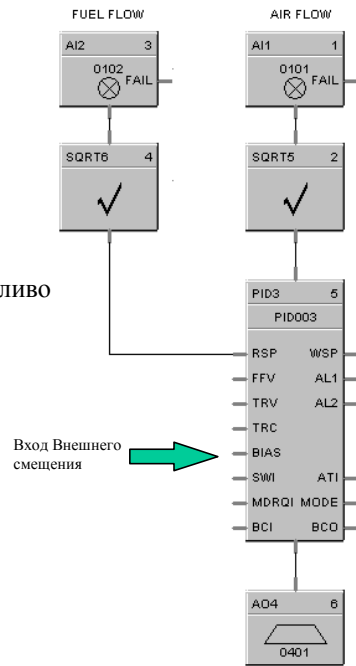 FUEL FLOW
AIR FLOW
AI2 3
0102
FAIL
AI1 1
0101
FAIL
SQRT6 4
√
SQRT5 2
√
ливо
PID3 5
PID003
RSP WSP
FFV AL1
TRV AL2
TRC
BIAS
SWI ATI
MDRQI MODE
BCI BCO
Вход Внешнего
смещения
AO4 6
0401